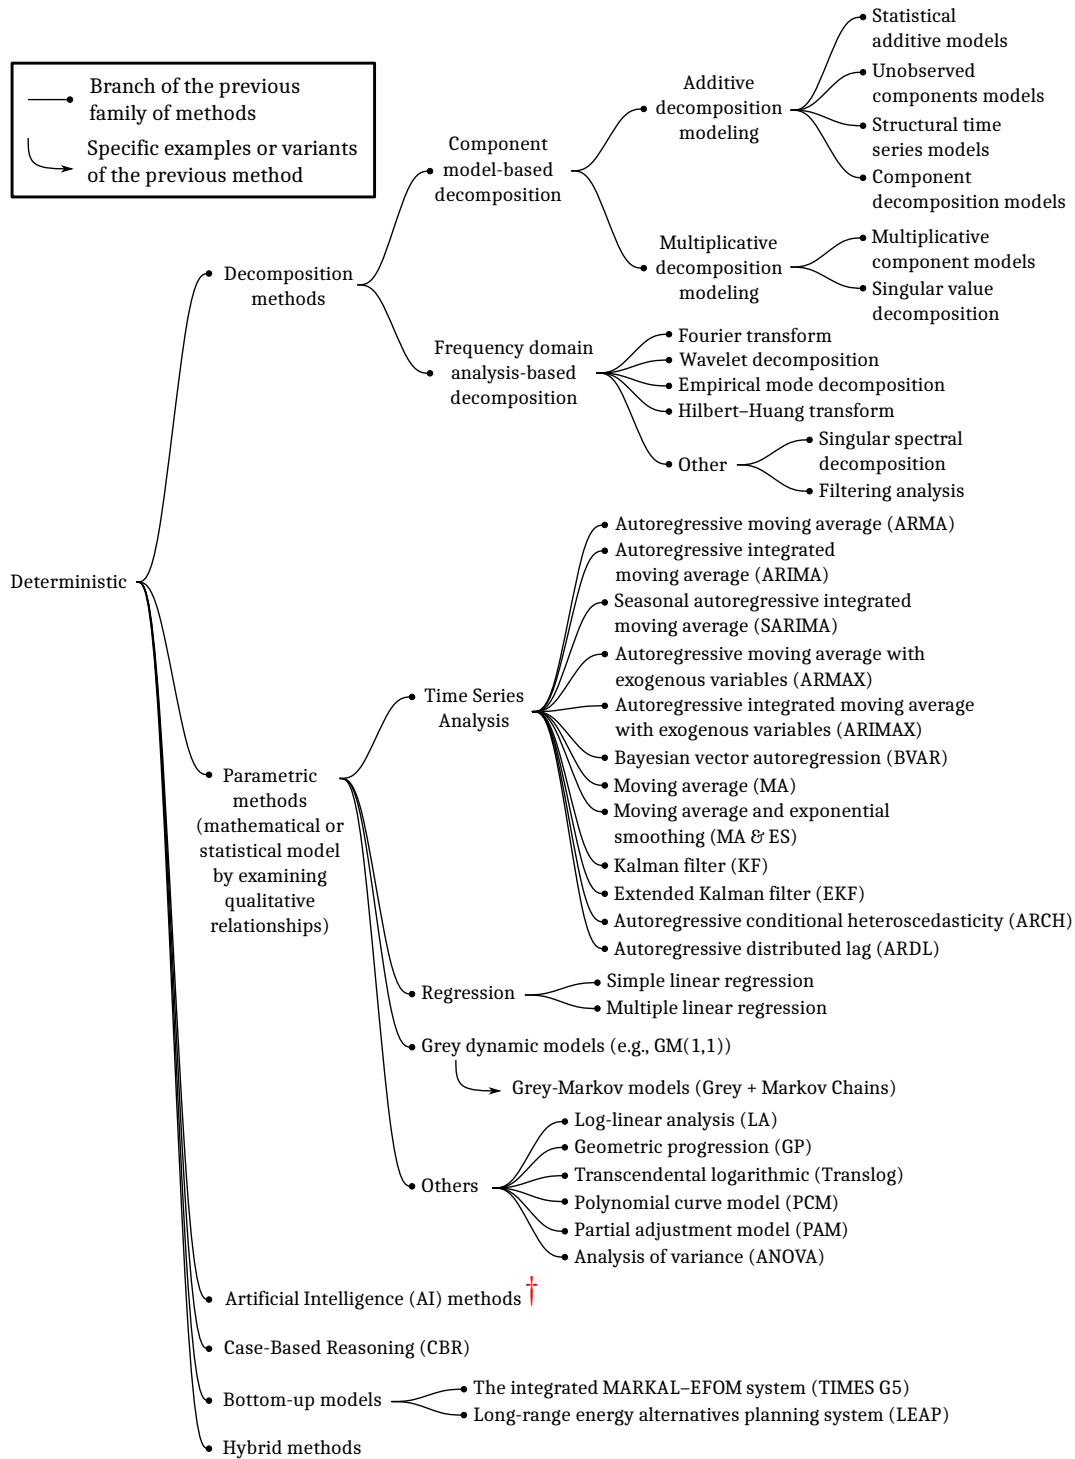 Branch of the previous
family of methods
Specific examples or variants
of the previous method
Deterministic
Decomposition
methods
Component
model-based
decomposition
Additive
decomposition
modeling
Statistical
additive models
Unobserved
components models
Structural time
series models
Component
decomposition models
Multiplicative
decomposition
modeling
Multiplicative
component models
Singular value
decomposition
Frequency domain
analysis-based
decomposition
Fourier transform
Wavelet decomposition
Empirical mode decomposition
Hilbert–Huang transform
Other
Singular spectral
decomposition
Filtering analysis
Parametric
methods
(mathematical or
statistical model
by examining
qualitative
relationships)
Time Series
Analysis
Autoregressive moving average (ARMA)
Autoregressive integrated
moving average (ARIMA)
Seasonal autoregressive integrated
moving average (SARIMA)
Autoregressive moving average with
exogenous variables (ARMAX)
Autoregressive integrated moving average
with exogenous variables (ARIMAX)
Bayesian vector autoregression (BVAR)
Moving average (MA)
Moving average and exponential
smoothing (MA & ES)
Kalman filter (KF)
Extended Kalman filter (EKF)
Autoregressive conditional heteroscedasticity (ARCH)
Autoregressive distributed lag (ARDL)
Regression
Simple linear regression
Multiple linear regression
Grey dynamic models (e.g., GM(1,1))
Grey-Markov models (Grey + Markov Chains)
Others
Log-linear analysis (LA)
Geometric progression (GP)
Transcendental logarithmic (Translog)
Polynomial curve model (PCM)
Partial adjustment model (PAM)
Analysis of variance (ANOVA)
Artificial Intelligence (AI) methods †
Case-Based Reasoning (CBR)
Bottom-up models
The integrated MARKAL–EFOM system (TIMES G5)
Long-range energy alternatives planning system (LEAP)
Hybrid methods